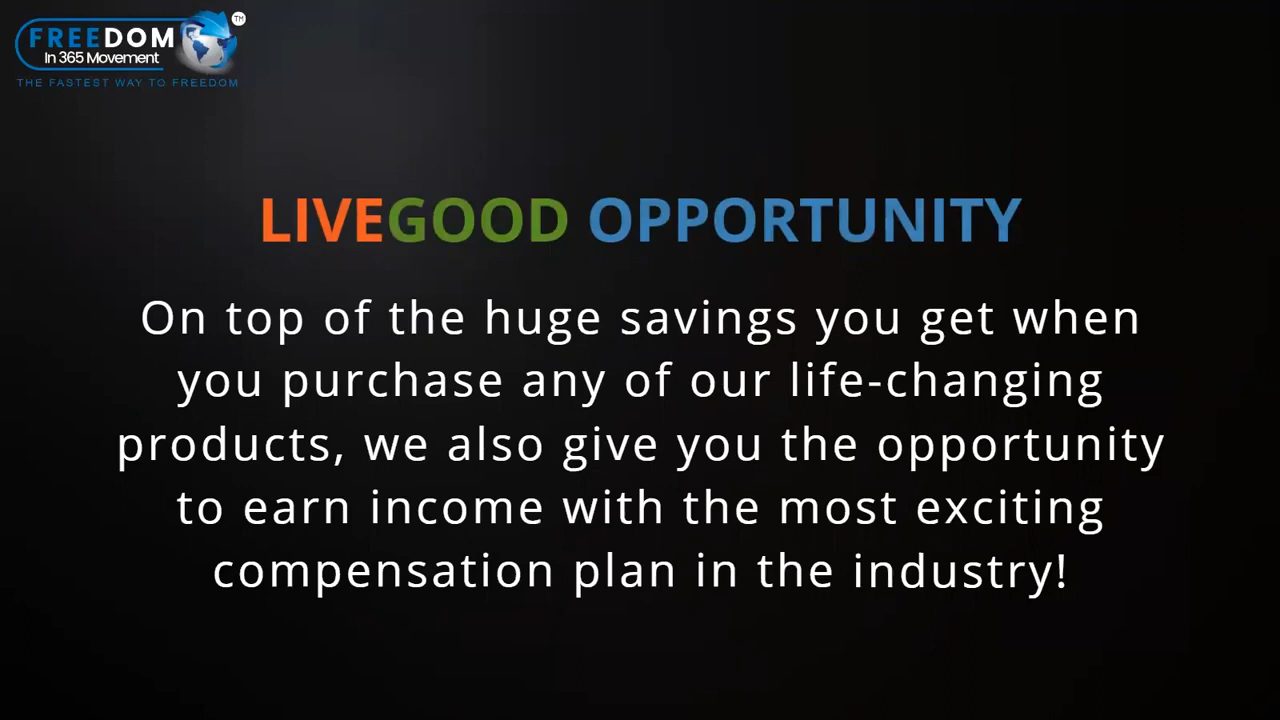 FREEDOM
TM
In 365 Movement
THE FASTEST WAY TO FREEDOM
LIVEGOOD OPPORTUNITY
On top of the huge savings you get when
you purchase any of our life-changing
products, we also give you the opportunity
to earn income with the most exciting
compensation plan in the industry!